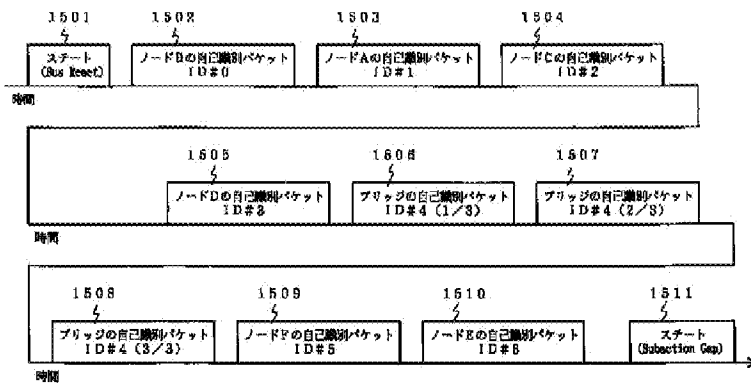 1501 1502 1503 1504
ステート
(Bus Reset)
ノードBの自己識別パケット
ID#0
ノードAの自己識別パケット
ID#1
ノードCの自己識別パケット
ID#2
時間
1505 1506 1507
ノードDの自己識別パケット
ID#3
ブリッジの自己識別パケット
ID#4 (1/3)
ブリッジの自己識別パケット
ID#4 (2/3)
時間
1508 1509 1510 1511
ブリッジの自己識別パケット
ID#4 (3/3)
ノードFの自己識別パケット
ID#5
ノードEの自己識別パケット
ID#6
ステート
(Subaction Gap)
時間